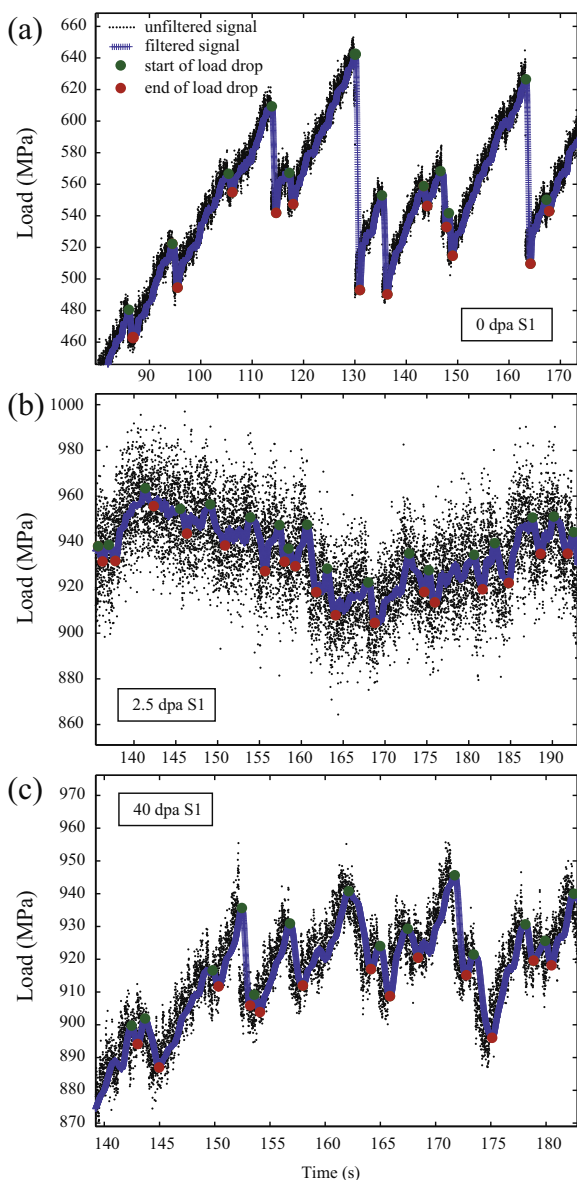 (a)
unfiltered signal
filtered signal
start of load drop
end of load drop
660
640
620
600
580
560
540
520
500
480
460
Load (MPa)
0 dpa S1
90 100 110 120 130 140 150 160 170
(b)
1000
980
960
940
920
900
880
860
Load (MPa)
2.5 dpa S1
140 145 150 155 160 165 170 175 180 185 190
(c)
970
960
950
940
930
920
910
900
890
880
870
Load (MPa)
40 dpa S1
140 145 150 155 160 165 170 175 180
Time (s)